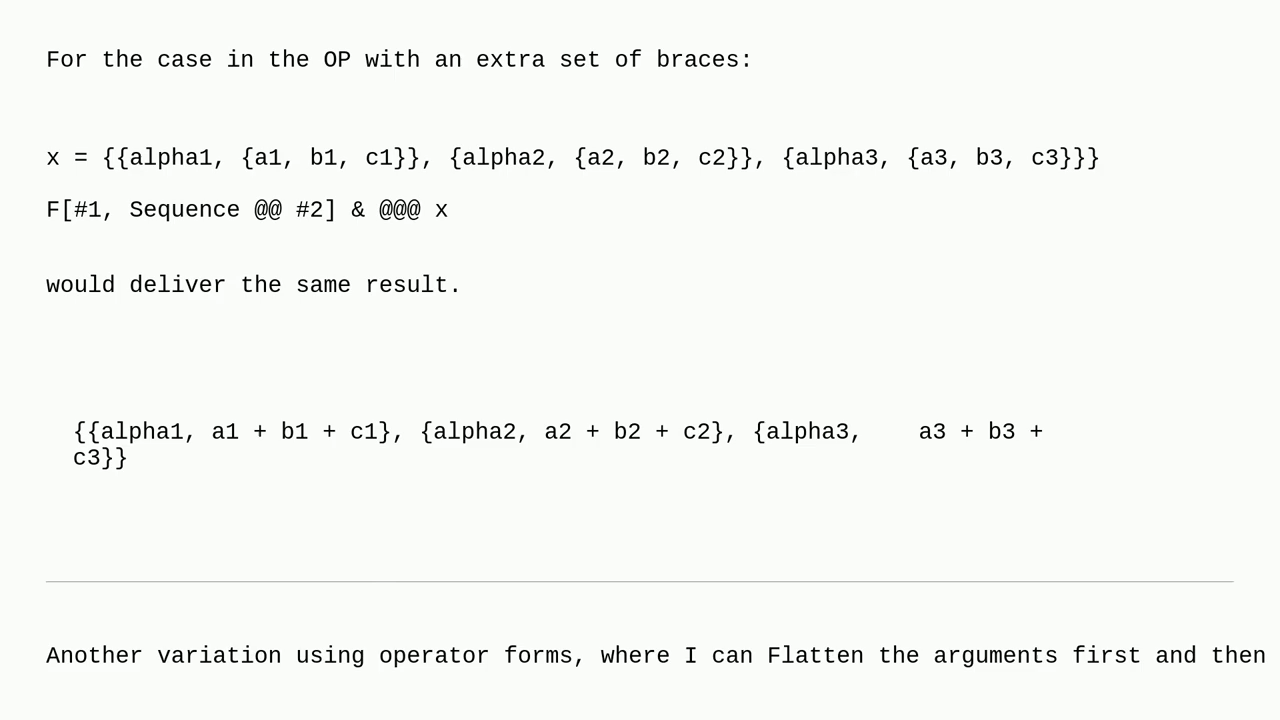 For the case in the OP with an extra set of braces:
x = {{alpha1, {a1, b1, c1}}, {alpha2, {a2, b2, c2}}, {alpha3, {a3, b3, c3}}}
F[#1, Sequence @@ #2] & @@@ x
would deliver the same result.
{{alpha1, a1 + b1 + c1}, {alpha2, a2 + b2 + c2}, {alpha3,    a3 + b3 +
c3}}
Another variation using operator forms, where I can Flatten the arguments first and then